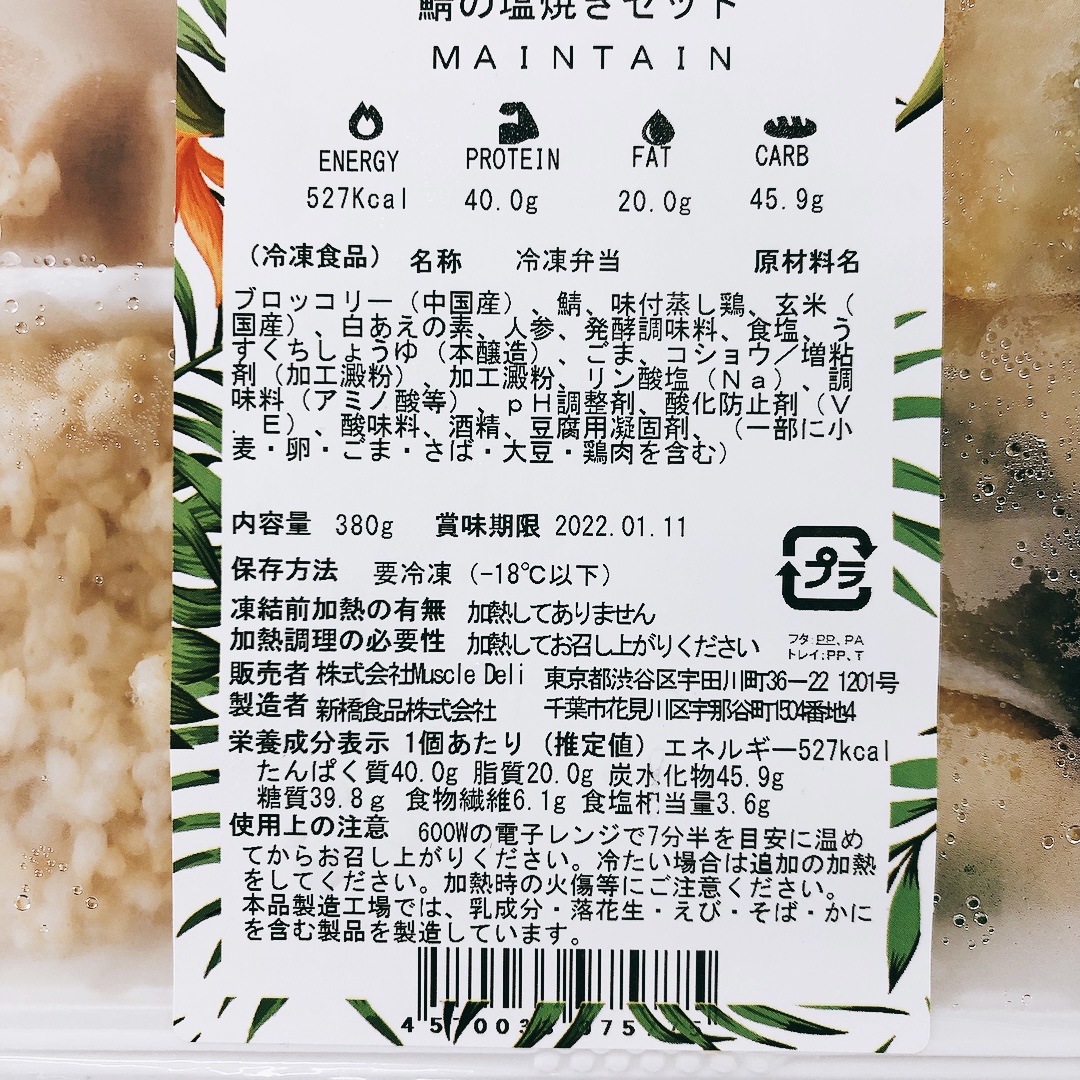 鯖の塩焼きセット
MAINTAIN
ENERGY PROTEIN FAT CARB
527Kcal 40.0g 20.0g 45.9g
（冷凍食品） 名称 冷凍弁当 原材料名
ブロッコリー（中国産）、鯖、味付蒸し鶏、玄米（
国産）、白あえの素、人参、発酵調味料、食塩、う
すくちしょうゆ（本醸造）、ごま、コショウ／増粘
剤（加工澱粉）、加工澱粉、リン酸塩（Ｎａ）、調
味料（アミノ酸等）、ｐＨ調整剤、酸化防止剤（Ｖ
．Ｅ）、酸味料、酒精、豆腐用凝固剤、（一部に小
麦・卵・ごま・さば・大豆・鶏肉を含む）
内容量 380g 賞味期限 2022.01.11
保存方法 要冷凍（-18℃以下）
プラ
凍結前加熱の有無 加熱してありません
加熱調理の必要性 加熱してお召し上がりください
フタ:PP、PA
トレイ:PP、T
販売者 株式会社Muscle Deli 東京都渋谷区宇田川町36ー22 1201号
製造者 新橋食品株式会社 千葉市花見川区宇那谷町1504番地4
栄養成分表示 1個あたり（推定値）エネルギー527kcal
たんぱく質40.0g 脂質20.0g 炭水化物45.9g
糖質39.8ｇ 食物繊維6.1g 食塩相当量3.6g
使用上の注意 600Wの電子レンジで7分半を目安に温め
てからお召し上がりください。冷たい場合は追加の加熱
をしてください。加熱時の火傷等にご注意ください。
本品製造工場では、乳成分・落花生・えび・そば・かに
を含む製品を製造しています。